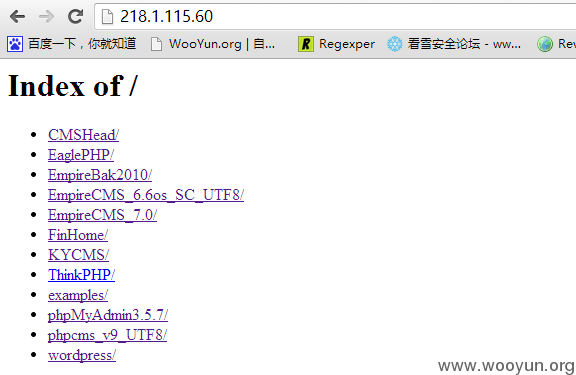 218.1.115.60
百度一下，你就知道 WooYun.org | 自... Regexper 看雪安全论坛 - ww... Rev
Index of /
CMSHead/
EaglePHP/
EmpireBak2010/
EmpireCMS_6.6os_SC_UTF8/
EmpireCMS_7.0/
FinHome/
KYCMS/
ThinkPHP/
examples/
phpMyAdmin3.5.7/
phpcms_v9_UTF8/
wordpress/
www.wooyun.org